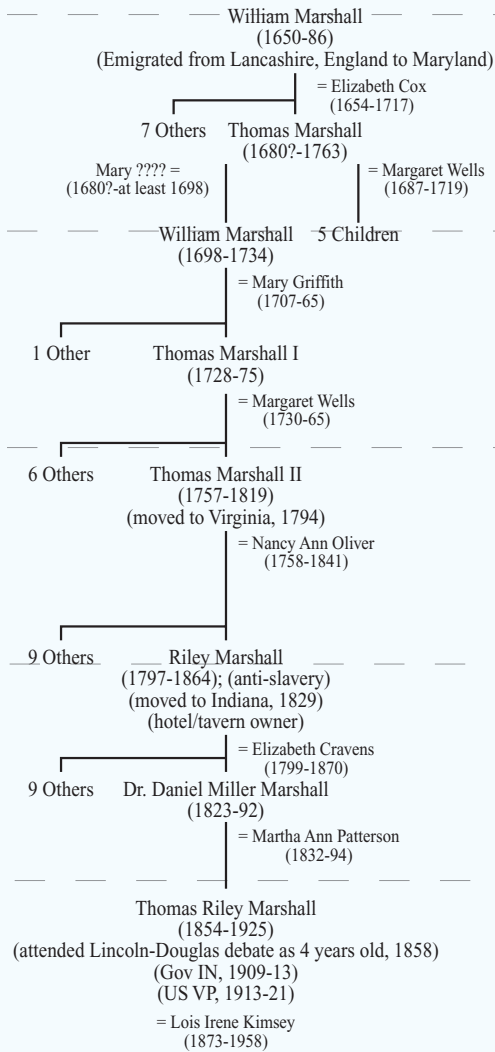 William Marshall
(1650-86)
(Emigrated from Lancashire, England to Maryland)
= Elizabeth Cox
(1654-1717)
7 Others
Thomas Marshall
(1680?-1763)
Mary ???? =
(1680?-at least 1698)
= Margaret Wells
(1687-1719)
William Marshall
(1698-1734)
5 Children
= Mary Griffith
(1707-65)
1 Other
Thomas Marshall I
(1728-75)
= Margaret Wells
(1730-65)
6 Others
Thomas Marshall II
(1757-1819)
(moved to Virginia, 1794)
= Nancy Ann Oliver
(1758-1841)
9 Others
Riley Marshall
(1797-1864); (anti-slavery)
(moved to Indiana, 1829)
(hotel/tavern owner)
= Elizabeth Cravens
(1799-1870)
9 Others
Dr. Daniel Miller Marshall
(1823-92)
= Martha Ann Patterson
(1832-94)
Thomas Riley Marshall
(1854-1925)
(attended Lincoln-Douglas debate as 4 years old, 1858)
(Gov IN, 1909-13)
(US VP, 1913-21)
= Lois Irene Kimsey
(1873-1958)